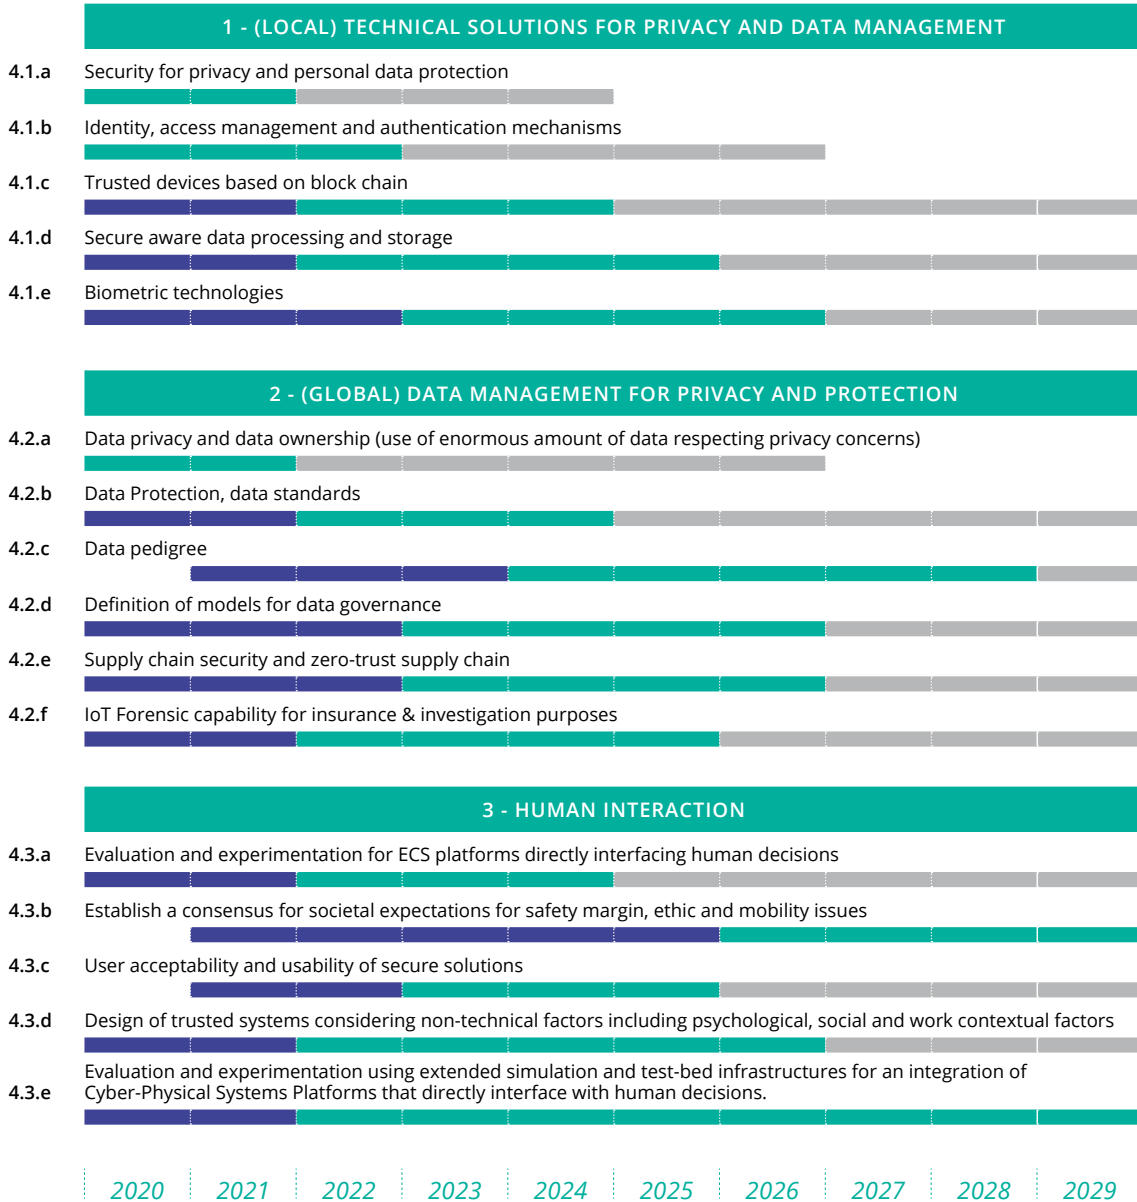 1 - (LOCAL) TECHNICAL SOLUTIONS FOR PRIVACY AND DATA MANAGEMENT
4.1.a Security for privacy and personal data protection
4.1.b Identity, access management and authentication mechanisms
4.1.c Trusted devices based on block chain
4.1.d Secure aware data processing and storage
4.1.e Biometric technologies
2 - (GLOBAL) DATA MANAGEMENT FOR PRIVACY AND PROTECTION
4.2.a Data privacy and data ownership (use of enormous amount of data respecting privacy concerns)
4.2.b Data Protection, data standards
4.2.c Data pedigree
4.2.d Definition of models for data governance
4.2.e Supply chain security and zero-trust supply chain
4.2.f IoT Forensic capability for insurance & investigation purposes
3 - HUMAN INTERACTION
4.3.a Evaluation and experimentation for ECS platforms directly interfacing human decisions
4.3.b Establish a consensus for societal expectations for safety margin, ethic and mobility issues
4.3.c User acceptability and usability of secure solutions
4.3.d Design of trusted systems considering non-technical factors including psychological, social and work contextual factors
4.3.e Evaluation and experimentation using extended simulation and test-bed infrastructures for an integration of
Cyber-Physical Systems Platforms that directly interface with human decisions.
2020 2021 2022 2023 2024 2025 2026 2027 2028 2029